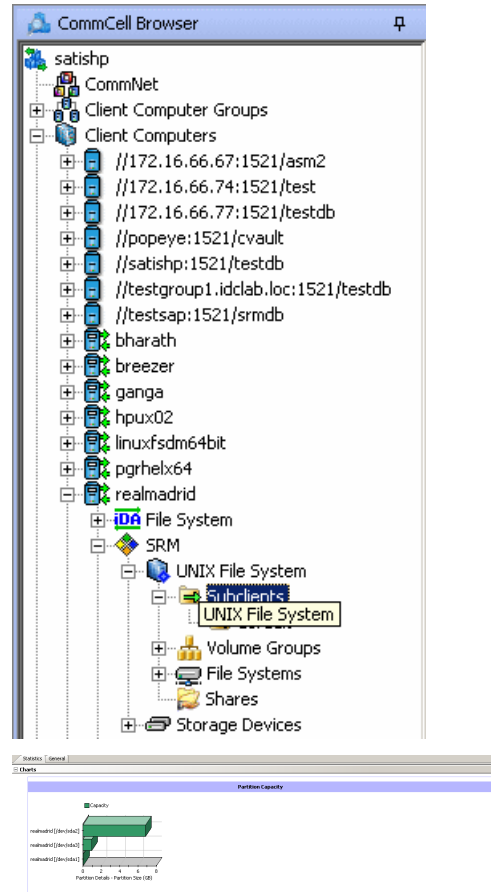 CommCell Browser
satishp
CommNet
Client Computer Groups
Client Computers
//172.16.66.67:1521/asm2
//172.16.66.74:1521/test
//172.16.66.77:1521/testdb
//popeye:1521/cvault
//satishp:1521/testdb
//testgroup1.idclab.loc:1521/testdb
//testsap:1521/srmdb
bharath
breezer
ganga
hpux02
linuxfsdm64bit
pgrhelx64
realmadrid
iDA File System
SRM
UNIX File System
Subclients
UNIX File System
Volume Groups
File Systems
Shares
Storage Devices
Statistics General
Charts
Partition Capacity
Capacity
realmadrid [/dev/sda2]
realmadrid [/dev/sda3]
realmadrid [/dev/sda1]
0 2 4 6 8
Partition Details - Partition Size (GB)